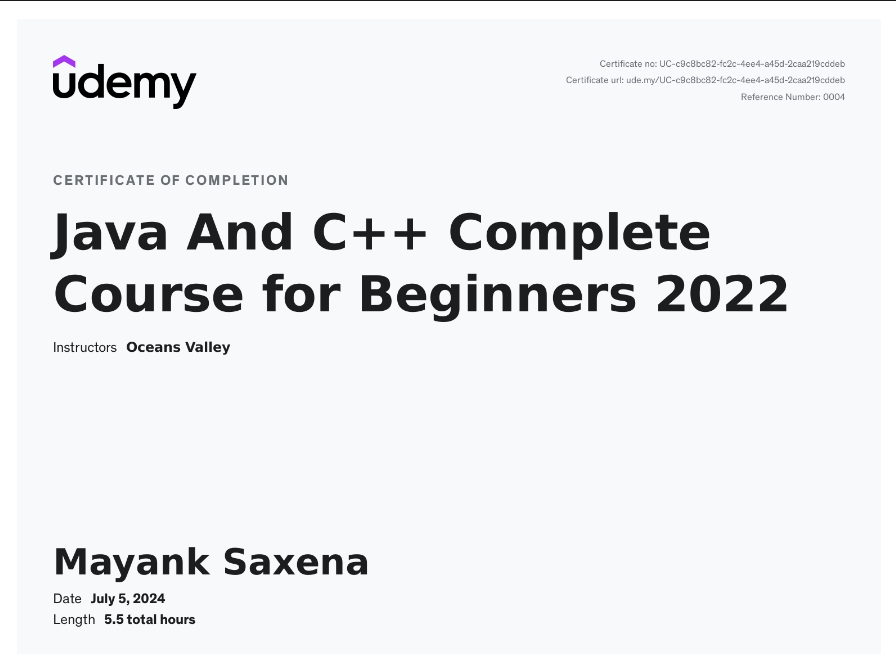 udemy
Certificate no: UC-c9c8bc82-fc2c-4ee4-a45d-2caa219cddeb
Certificate url: ude.my/UC-c9c8bc82-fc2c-4ee4-a45d-2caa219cddeb
Reference Number: 0004
CERTIFICATE OF COMPLETION
Java And C++ Complete
Course for Beginners 2022
Instructors Oceans Valley
Mayank Saxena
Date July 5, 2024
Length 5.5 total hours